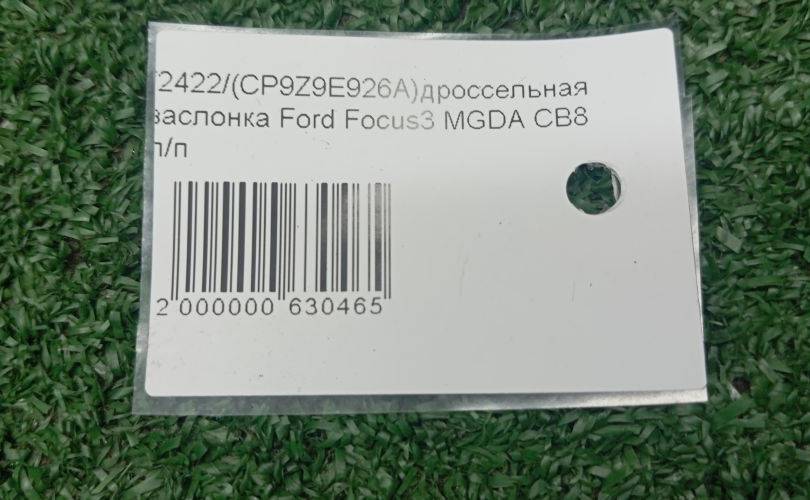 2422/(CP9Z9E926A)дроссельная
заслонка Ford Focus3 MGDA CB8
п/п
2 000000 630465